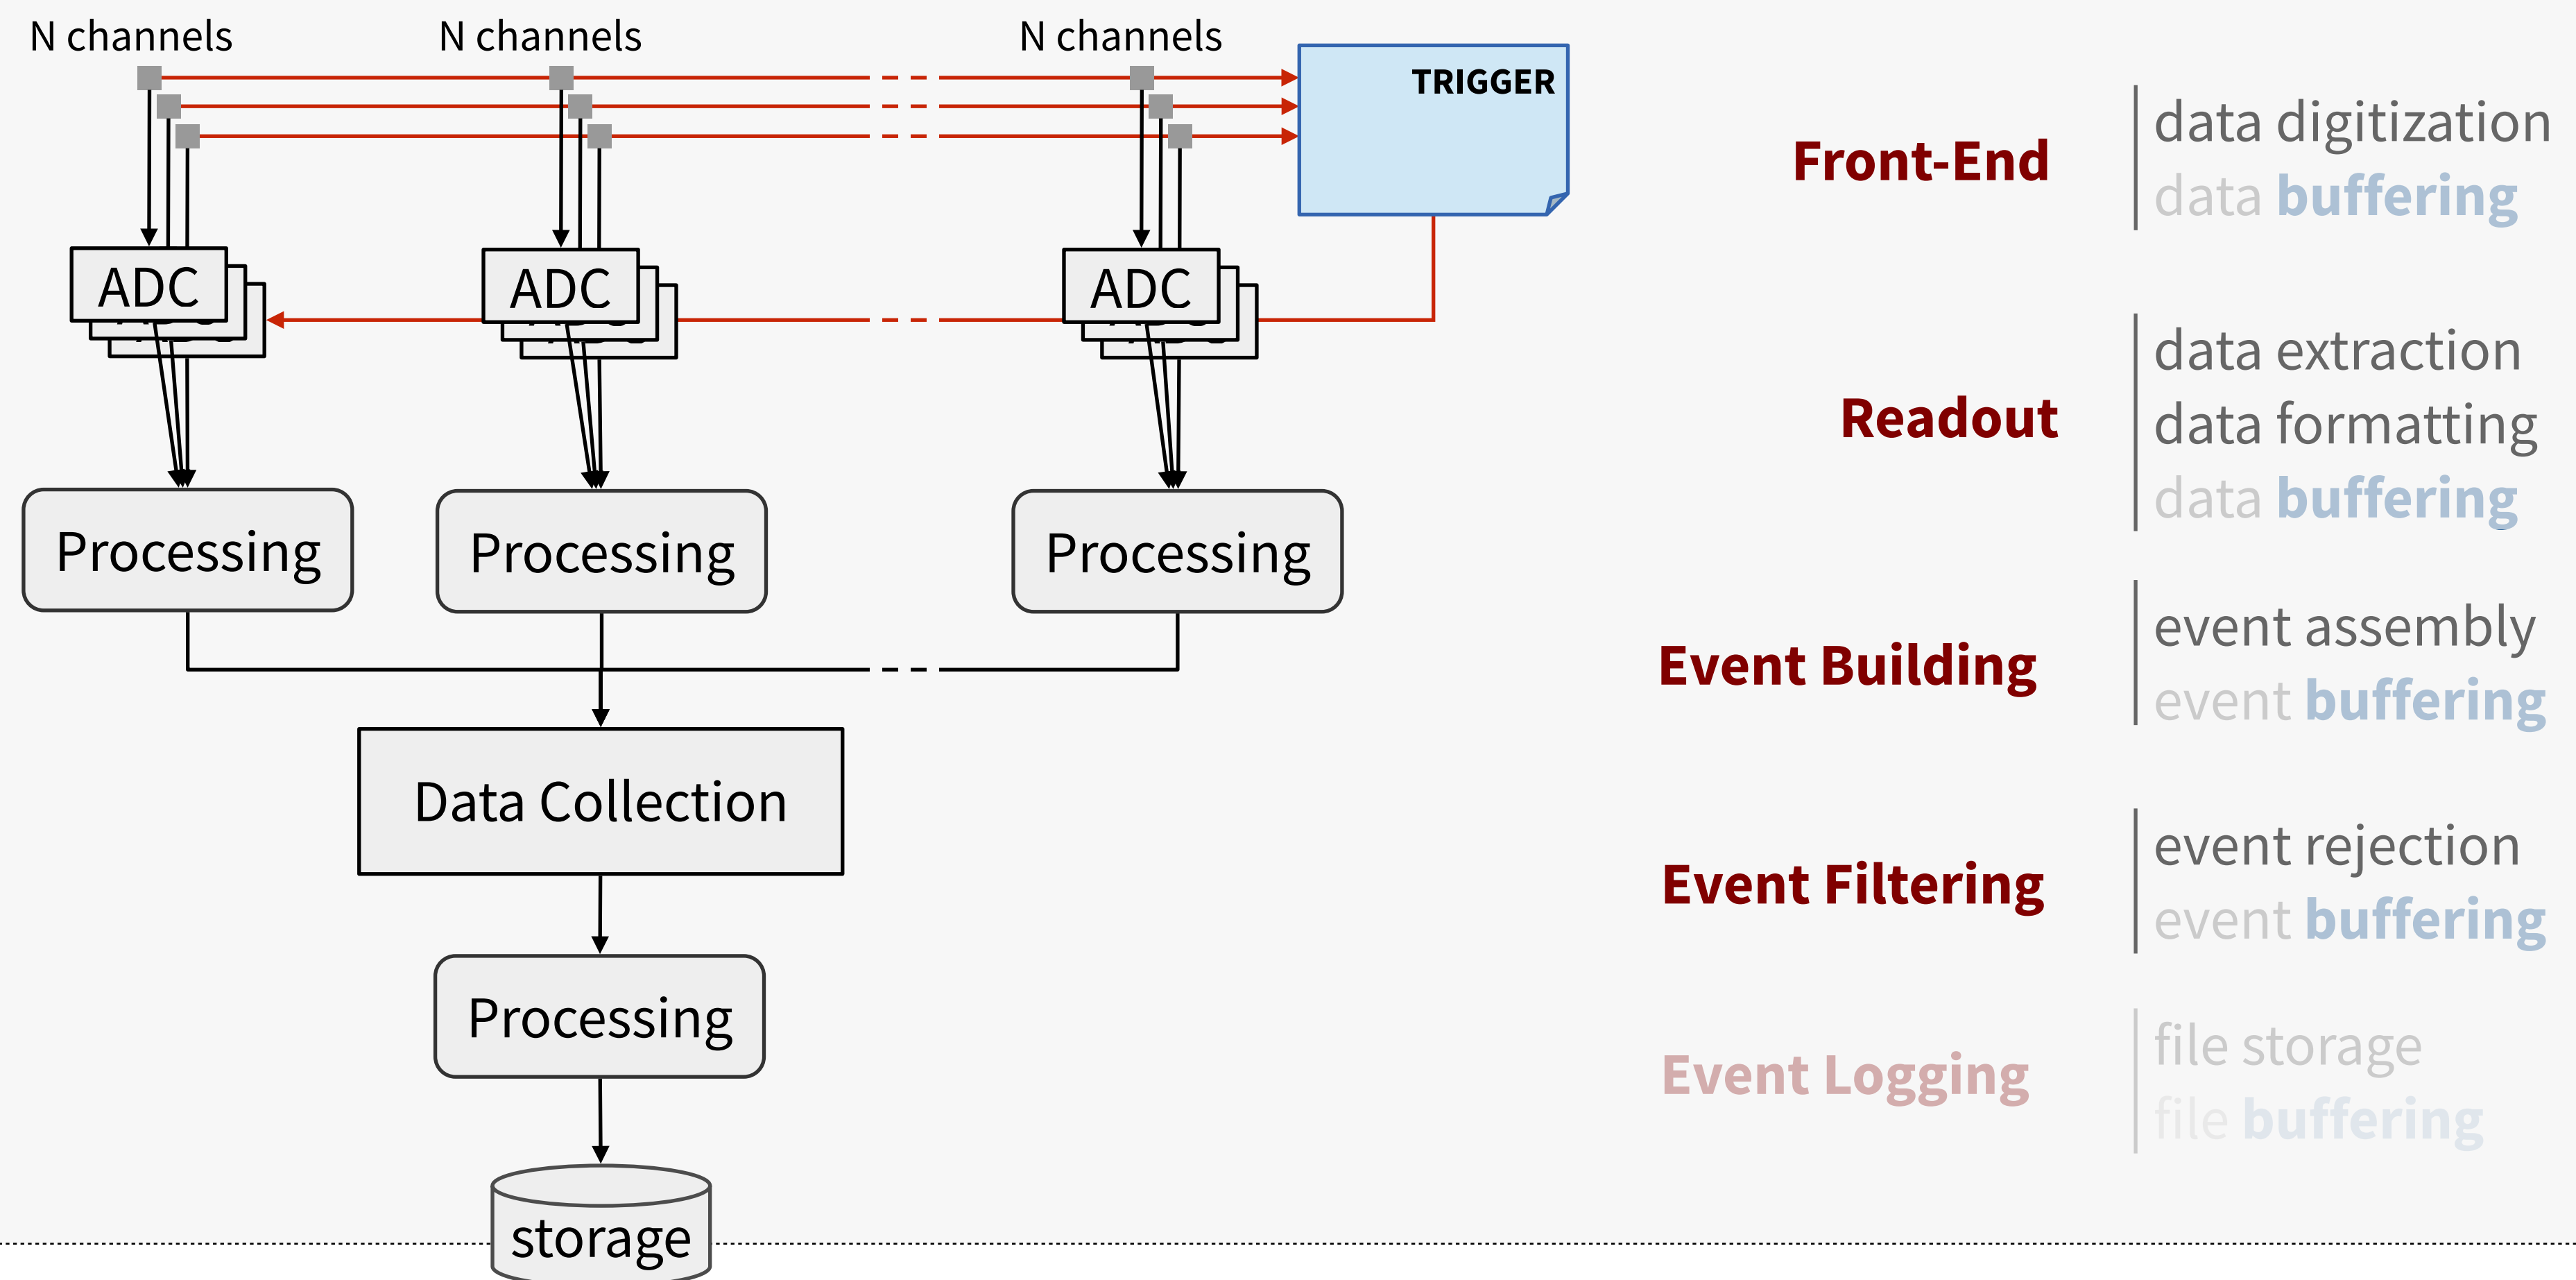 N channels
N channels
N channels
TRIGGER
ADC
ADC
ADC
Processing
Processing
Processing
Data Collection
Processing
storage
Front-End
data digitization
data buffering
Readout
data extraction
data formatting
data buffering
Event Building
event assembly
event buffering
Event Filtering
event rejection
event buffering
Event Logging
file storage
file buffering